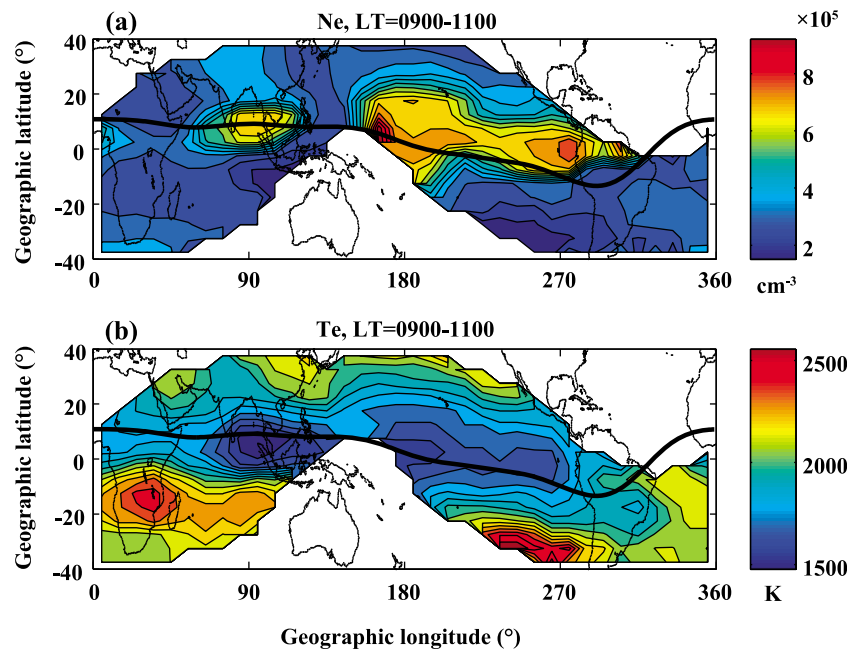 (a) Ne, LT=0900-1100
×10⁵
Geographic latitude (°)
40
20
0
-20
-40
0 90 180 270 360
8
6
4
2
cm⁻³
(b) Te, LT=0900-1100
Geographic latitude (°)
40
20
0
-20
-40
0 90 180 270 360
2500
2000
1500
K
Geographic longitude (°)